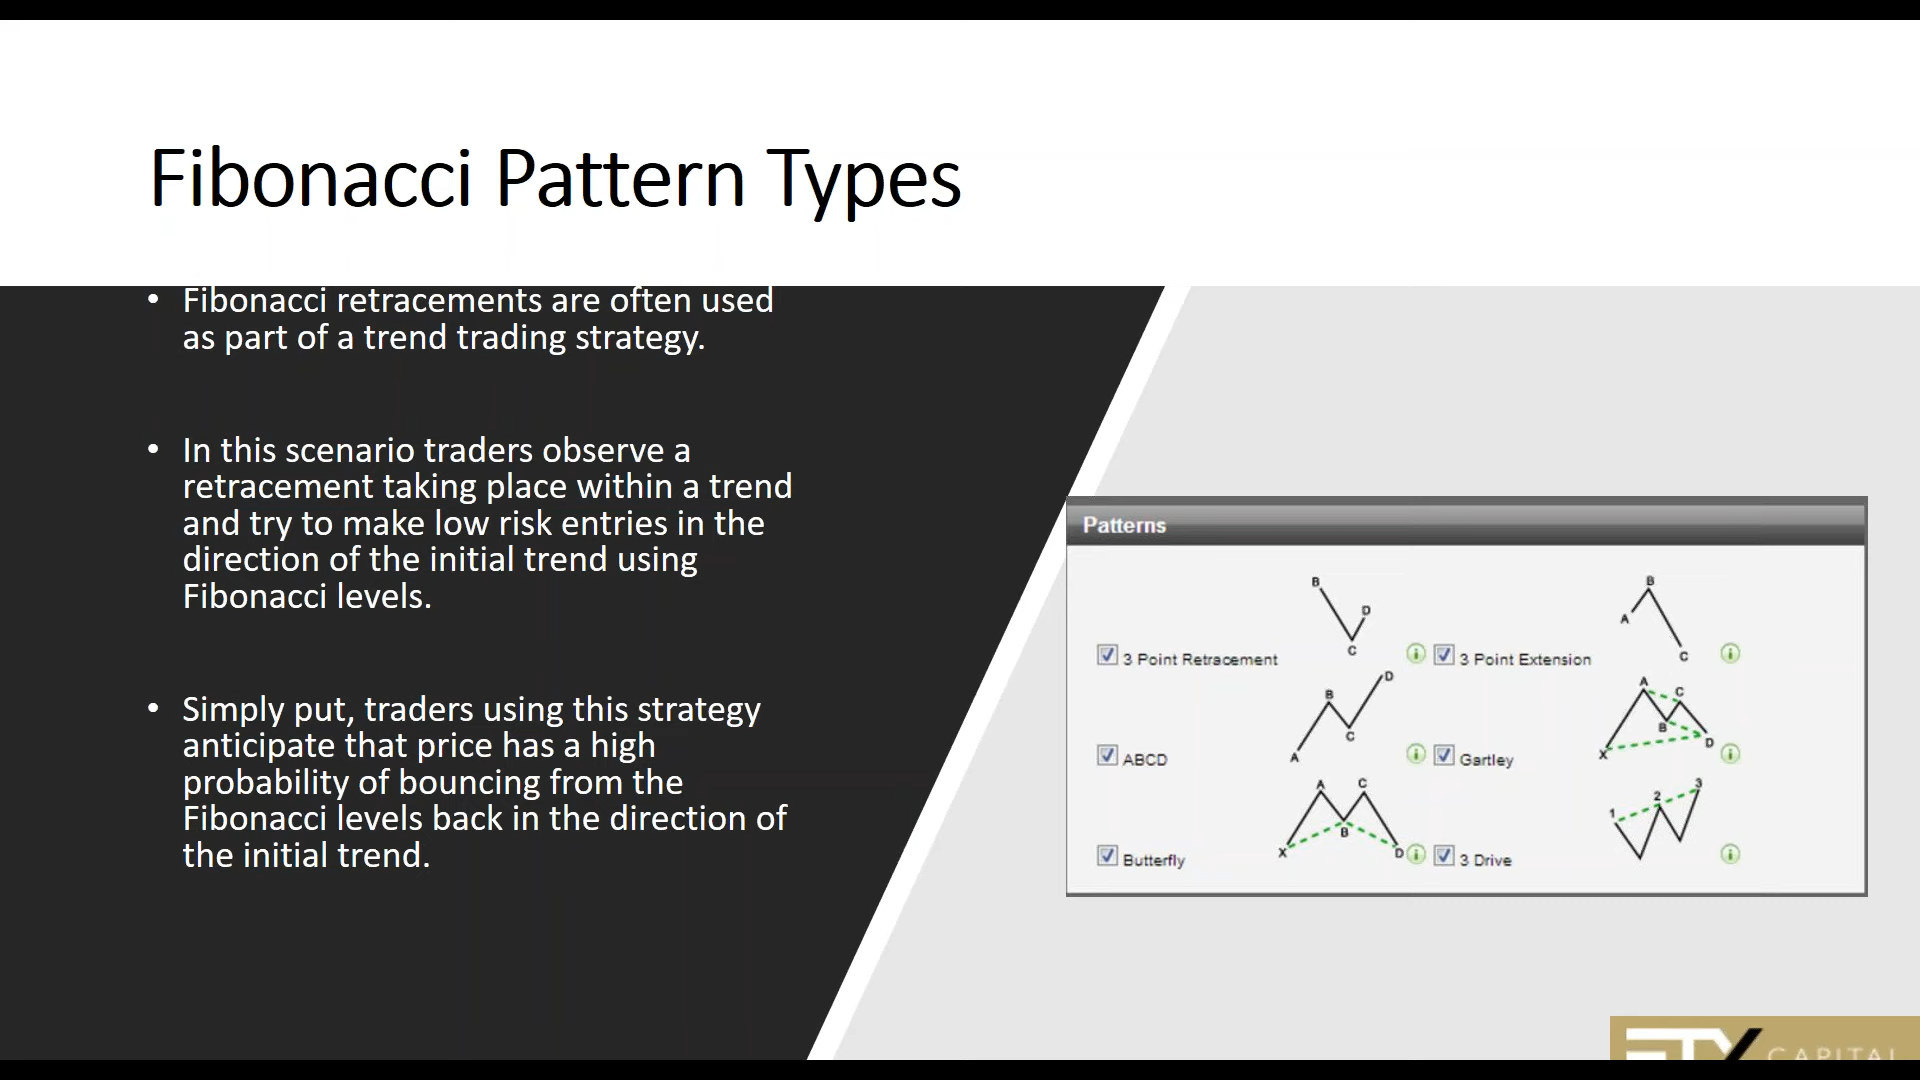 Fibonacci Pattern Types
• Fibonacci retracements are often used
as part of a trend trading strategy.
• In this scenario traders observe a
retracement taking place within a trend
and try to make low risk entries in the
direction of the initial trend using
Fibonacci levels.
• Simply put, traders using this strategy
anticipate that price has a high
probability of bouncing from the
Fibonacci levels back in the direction of
the initial trend.
Patterns
B
D
C
3 Point Retracement
B
A
C
3 Point Extension
D
B
C
A
ABCD
A
C
B
D
X
Gartley
A
C
B
X
D
Butterfly
3
2
1
3 Drive
CAPITAL